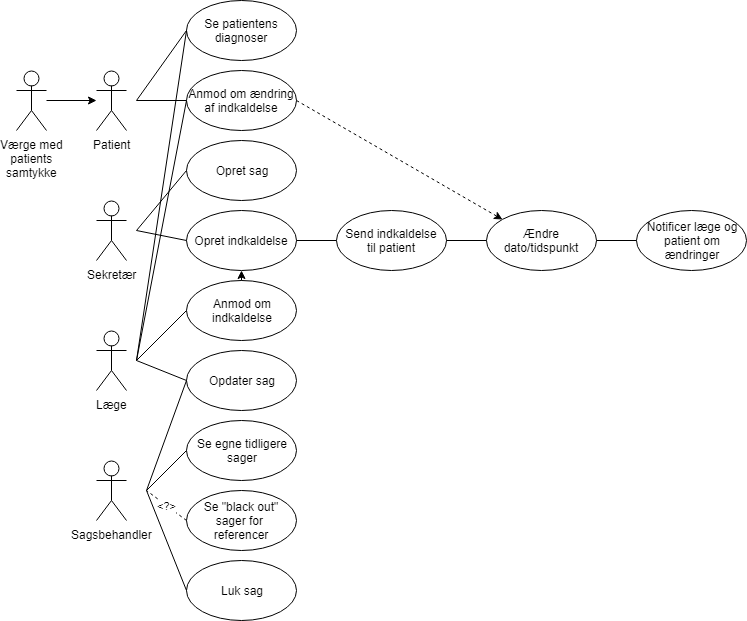 Se patientens
diagnoser
Anmod om ændring
af indkaldelse
Værge med
patients
samtykke
Patient
Opret sag
Opret indkaldelse
Send indkaldelse
til patient
Ændre
dato/tidspunkt
Notificer læge og
patient om
ændringer
Sekretær
Anmod om
indkaldelse
Læge
Opdater sag
Se egne tidligere
sager
Se "black out"
sager for
referencer
Sagsbehandler
Luk sag